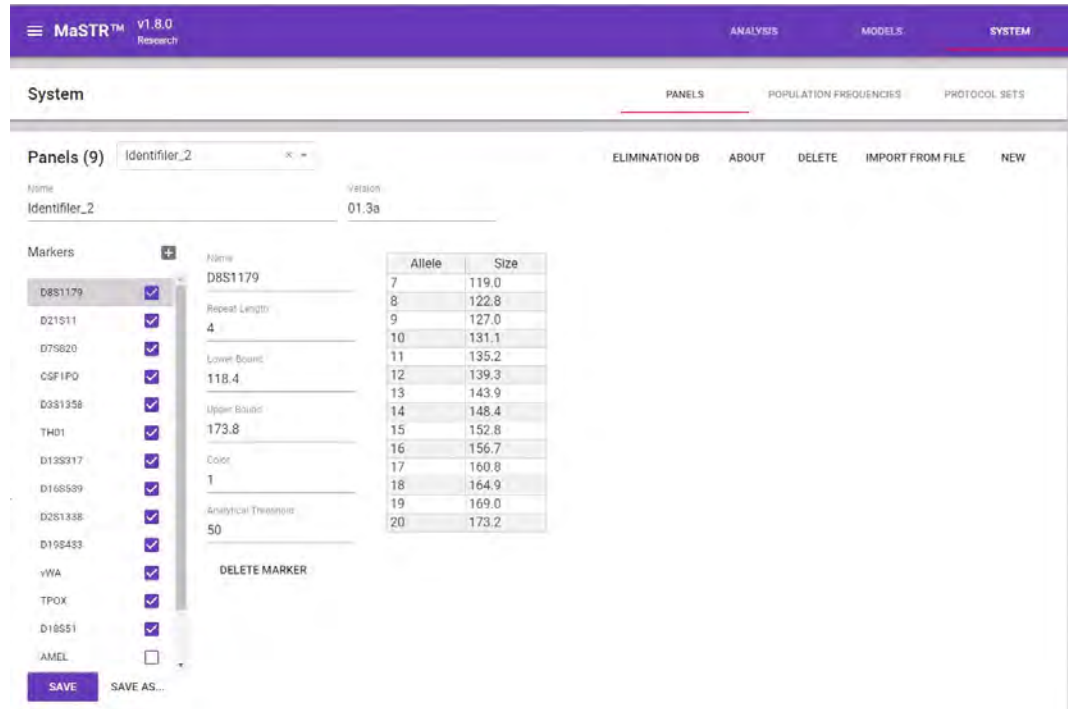 MaSTR™ v1.8.0
Research
ANALYSIS MODELS SYSTEM
System
PANELS POPULATION FREQUENCIES PROTOCOL SETS
Panels (9) Identifiler_2 × ELIMINATION DB ABOUT DELETE IMPORT FROM FILE NEW
Name Version
Identifiler_2 01.3a
Markers
D8S1179
D21S11
D7S820
CSF1PO
D3S1358
TH01
D13S317
D16S539
D2S1338
D19S433
vWA
TPOX
D18S51
AMEL
Name
D8S1179
Repeat Length
4
Lower Bound
118.4
Upper Bound
173.8
Color
1
Analytical Threshold
50
DELETE MARKER
Allele Size
7 119.0
8 122.8
9 127.0
10 131.1
11 135.2
12 139.3
13 143.9
14 148.4
15 152.8
16 156.7
17 160.8
18 164.9
19 169.0
20 173.2
SAVE SAVE AS...